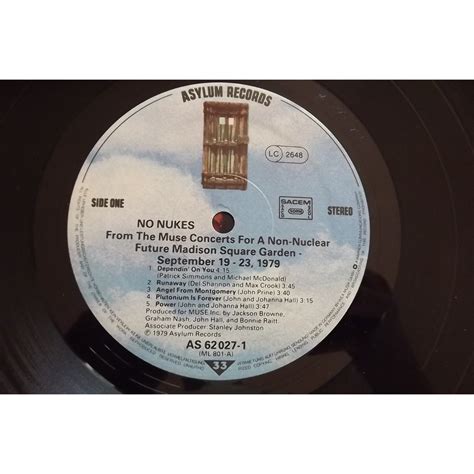 ASYLUM RECORDS
LC 2648
SIDE ONE
SACEM
STEREO
NO NUKES
From The Muse Concerts For A Non-Nuclear
Future Madison Square Garden -
September 19 - 23, 1979
1. Dependin' On You 4:15
(Patrick Simmons and Michael McDonald)
2. Runaway (Del Shannon and Max Crook) 3:50
3. Angel From Montgomery (John Prine) 3:40
4. Plutonium is Forever (John and Johanna Hall) 3:51
5. Power (John and Johanna Hall) 3:47
Produced for MUSE Inc. by Jackson Browne,
Graham Nash, John Hall, and Bonnie Raitt.
Associate Producer Stanley Johnston
℗ 1979 Asylum Records
AS 62 027-1
(ML 801-A)
33